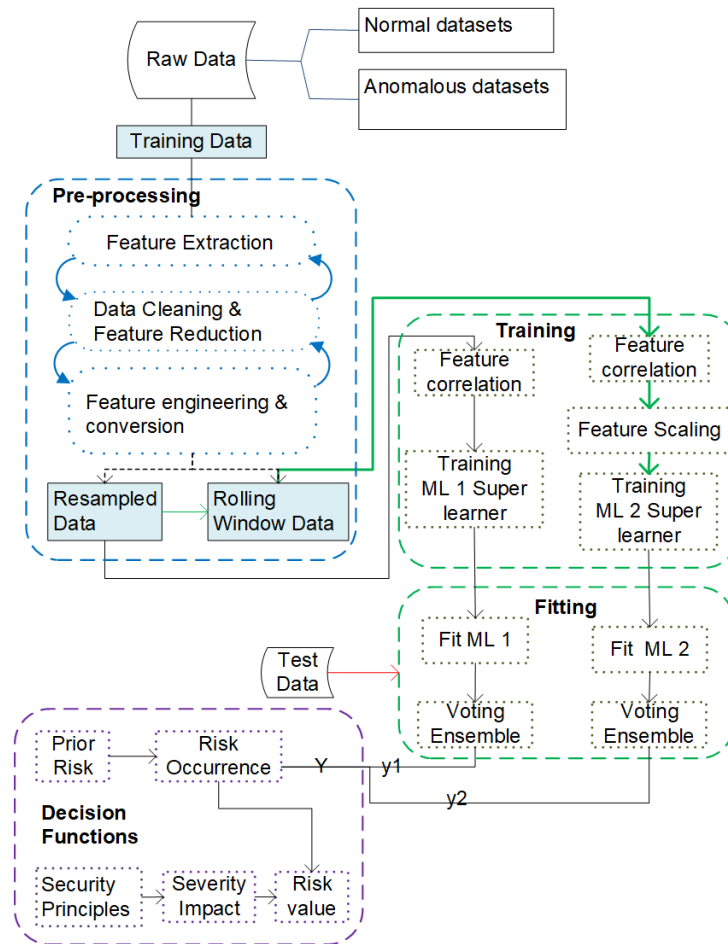 Normal datasets
Raw Data
Anomalous datasets
Training Data
Pre-processing
Feature Extraction
Data Cleaning &
Feature Reduction
Feature engineering &
conversion
Resampled
Data
Rolling
Window Data
Training
Feature
correlation
Feature
correlation
Feature Scaling
Training
ML 1 Super
learner
Training
ML 2 Super
learner
Fitting
Fit ML 1
Fit ML 2
Test
Data
Voting
Ensemble
Voting
Ensemble
Prior
Risk
Risk
Occurrence
Y
y1
y2
Decision
Functions
Security
Principles
Severity
Impact
Risk
value